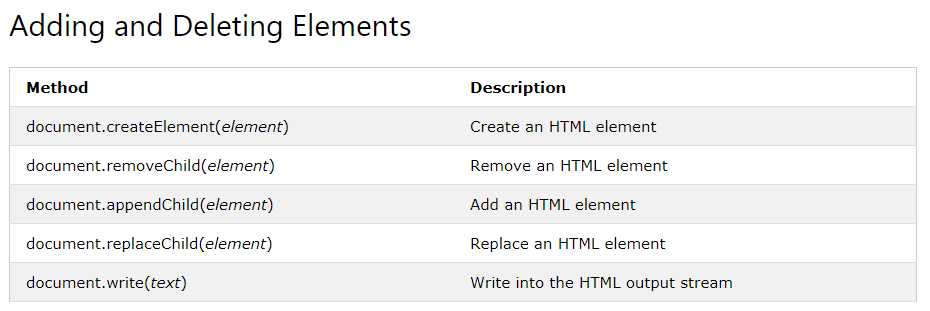 Adding and Deleting Elements
Method Description
document.createElement(element) Create an HTML element
document.removeChild(element) Remove an HTML element
document.appendChild(element) Add an HTML element
document.replaceChild(element) Replace an HTML element
document.write(text) Write into the HTML output stream